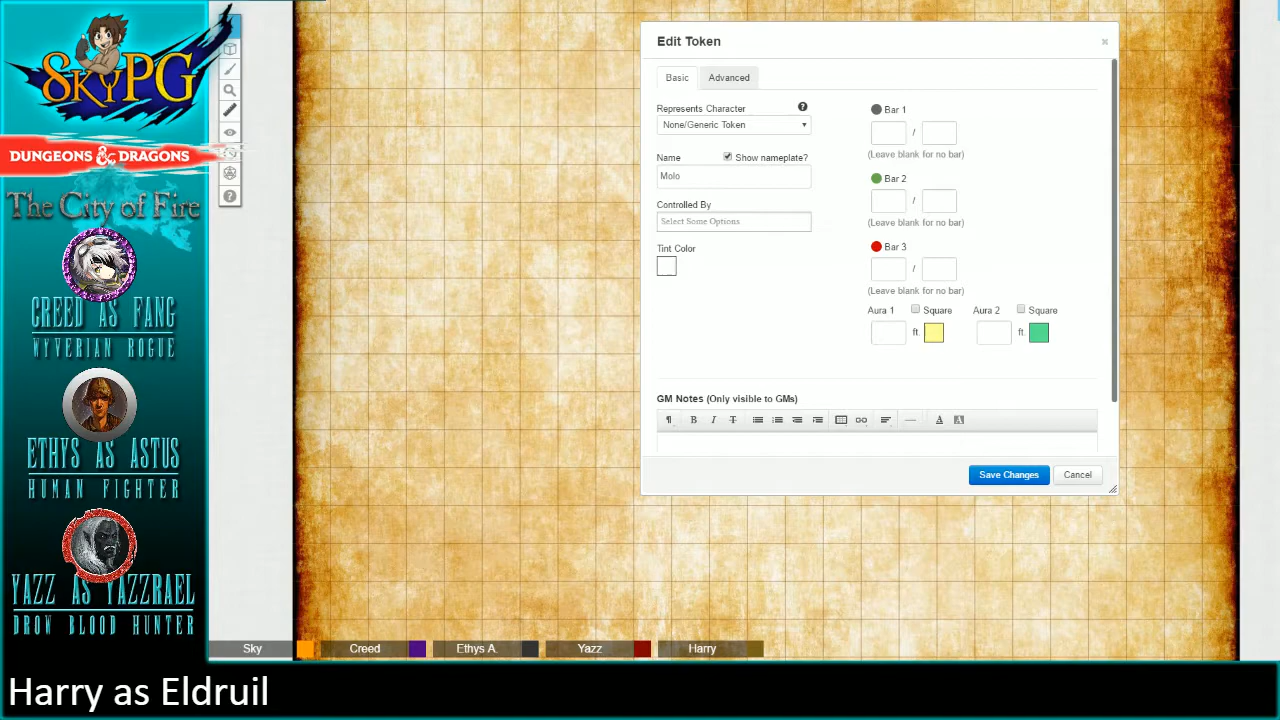 SKYPG
DUNGEONS & DRAGONS
The City of Fire
CREED AS FANG
WYVERIAN ROGUE
ETHYS AS ASTUS
HUMAN FIGHTER
YAZZ AS YAZZRAEL
DROW BLOOD HUNTER
Edit Token
×
Basic
Advanced
Represents Character
None/Generic Token
Name
Show nameplate?
Molo
Controlled By
Select Some Options
Tint Color
Bar 1
/
(Leave blank for no bar)
Bar 2
/
(Leave blank for no bar)
Bar 3
/
(Leave blank for no bar)
Aura 1
Square
Aura 2
Square
ft.
ft.
GM Notes (Only visible to GMs)
Save Changes
Cancel
Sky
Creed
Ethys A.
Yazz
Harry
Harry as Eldruil